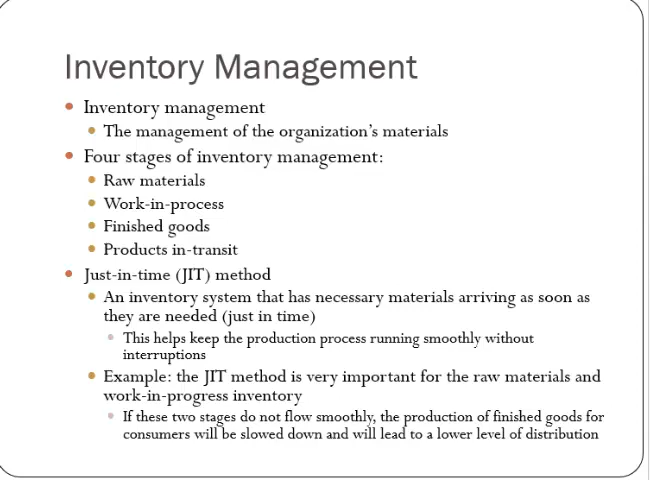 Inventory Management
Inventory management
The management of the organization's materials
Four stages of inventory management:
Raw materials
Work-in-process
Finished goods
Products in-transit
Just-in-time (JIT) method
An inventory system that has necessary materials arriving as soon as
they are needed (just in time)
This helps keep the production process running smoothly without
interruptions
Example: the JIT method is very important for the raw materials and
work-in-progress inventory
If these two stages do not flow smoothly, the production of finished goods for
consumers will be slowed down and will lead to a lower level of distribution